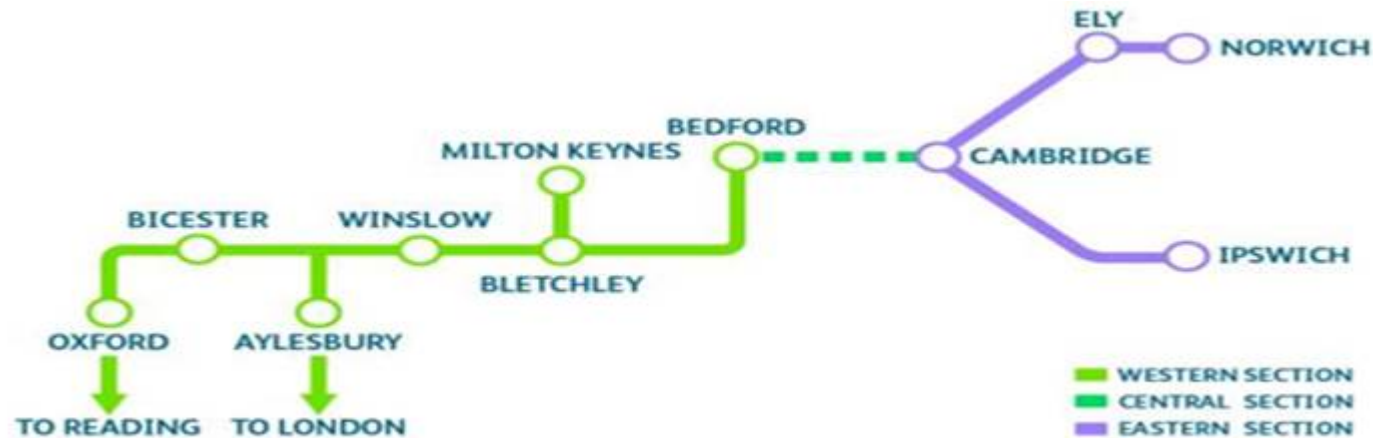 ELY
NORWICH
BEDFORD
MILTON KEYNES
CAMBRIDGE
BICESTER
WINSLOW
IPSWICH
BLETCHLEY
OXFORD
AYLESBURY
WESTERN SECTION
CENTRAL SECTION
EASTERN SECTION
TO READING
TO LONDON